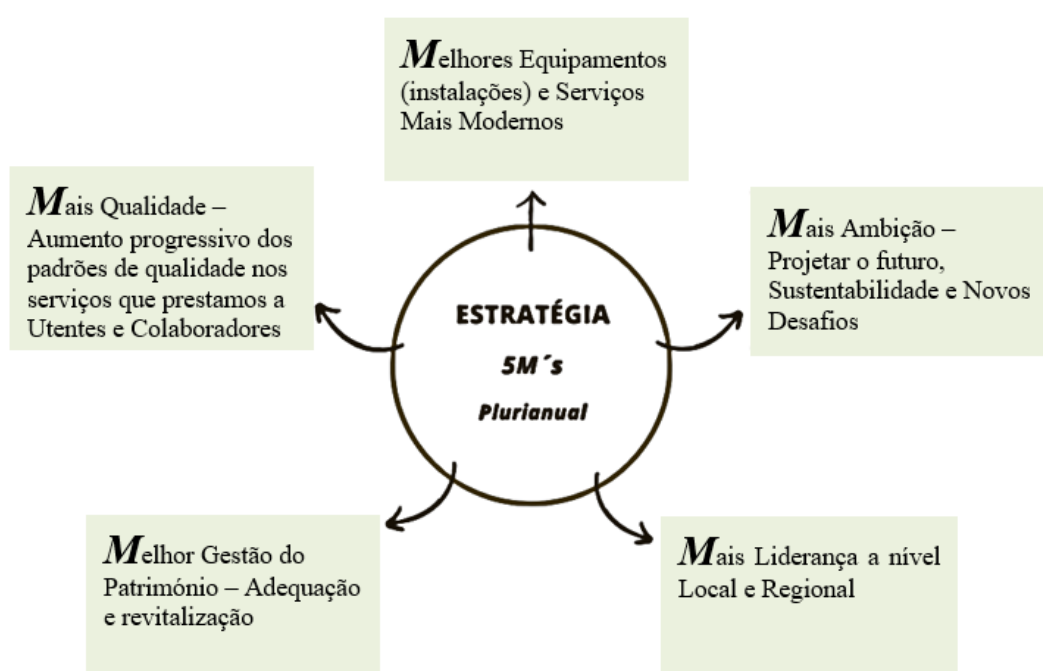 Melhores Equipamentos
(instalações) e Serviços
Mais Modernos
Mais Qualidade –
Aumento progressivo dos
padrões de qualidade nos
serviços que prestamos a
Utentes e Colaboradores
Mais Ambição –
Projetar o futuro,
Sustentabilidade e Novos
Desafios
ESTRATÉGIA
5M´s
Plurianual
Melhor Gestão do
Património – Adequação
e revitalização
Mais Liderança a nível
Local e Regional